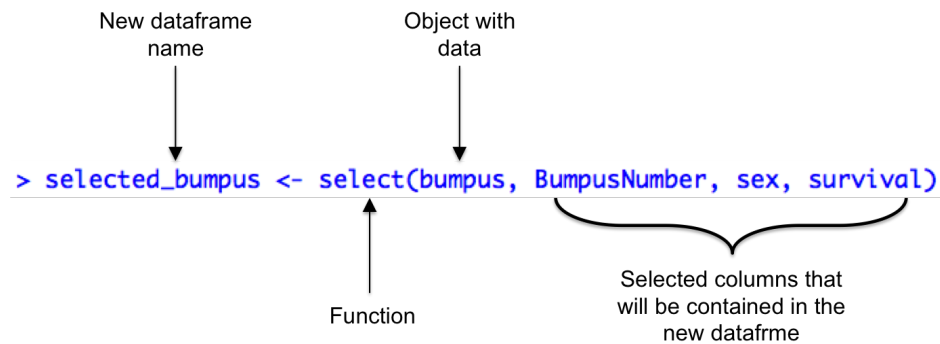 New dataframe
name
Object with
data
> selected_bumpus <- select(bumpus, BumpusNumber, sex, survival)
Function
Selected columns that
will be contained in the
new datafrme